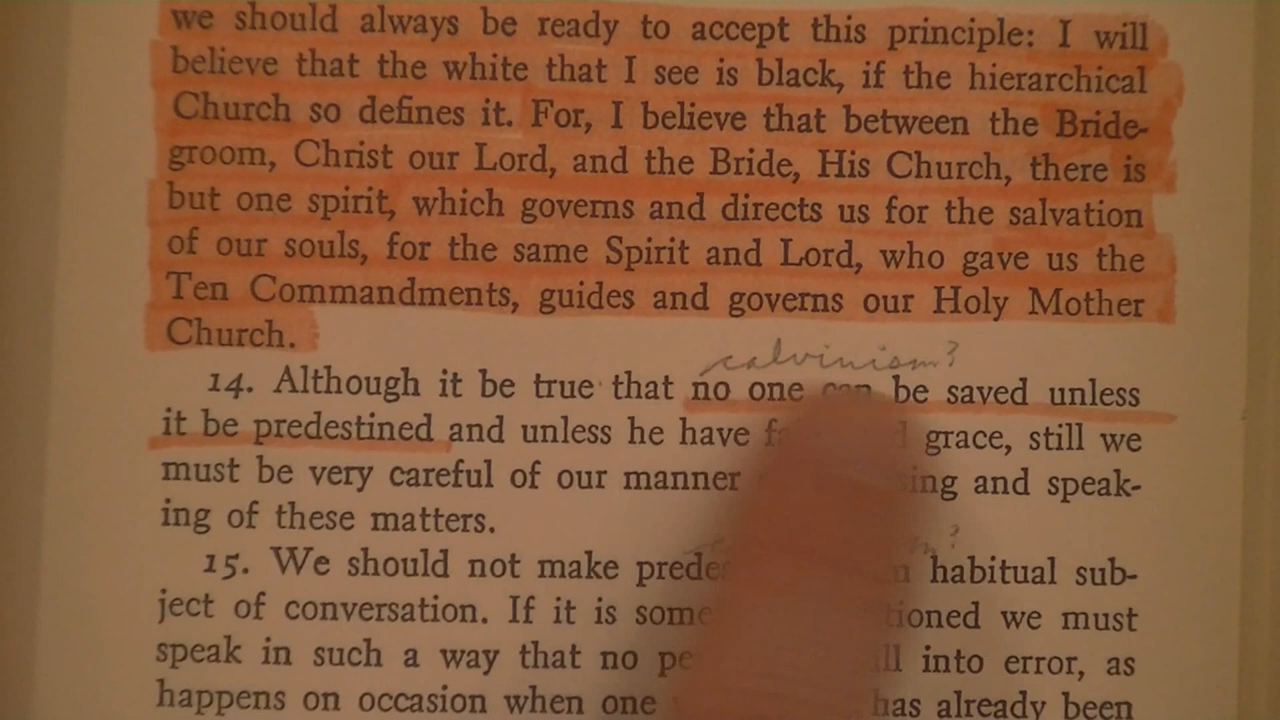 we should always be ready to accept this principle: I will
believe that the white that I see is black, if the hierarchical
Church so defines it. For, I believe that between the Bride-
groom, Christ our Lord, and the Bride, His Church, there is
but one spirit, which governs and directs us for the salvation
of our souls, for the same Spirit and Lord, who gave us the
Ten Commandments, guides and governs our Holy Mother
Church.
calvinism?
14. Although it be true that no one can be saved unless
it be predestined and unless he have grace, still we
must be very careful of our manner and speak-
ing of these matters.
15. We should not make habitual sub-
ject of conversation. If it is we must
speak in such a way that no into error, as
happens on occasion when one has already been